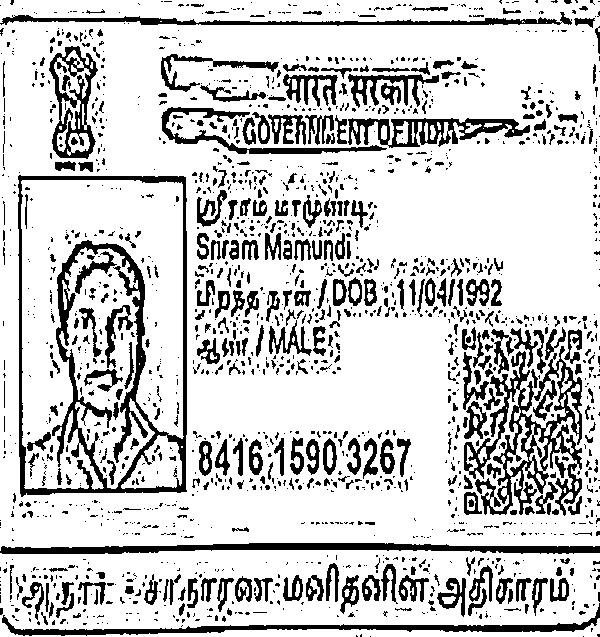 भारत सरकार
GOVERNMENT OF INDIA
ஸ்ரீராம் மாமுண்டி
Sriram Mamundi
பிறந்த நாள் / DOB : 11/04/1992
ஆண் / MALE
8416 1590 3267
ஆதார் - சாதாரண மனிதனின் அதிகாரம்